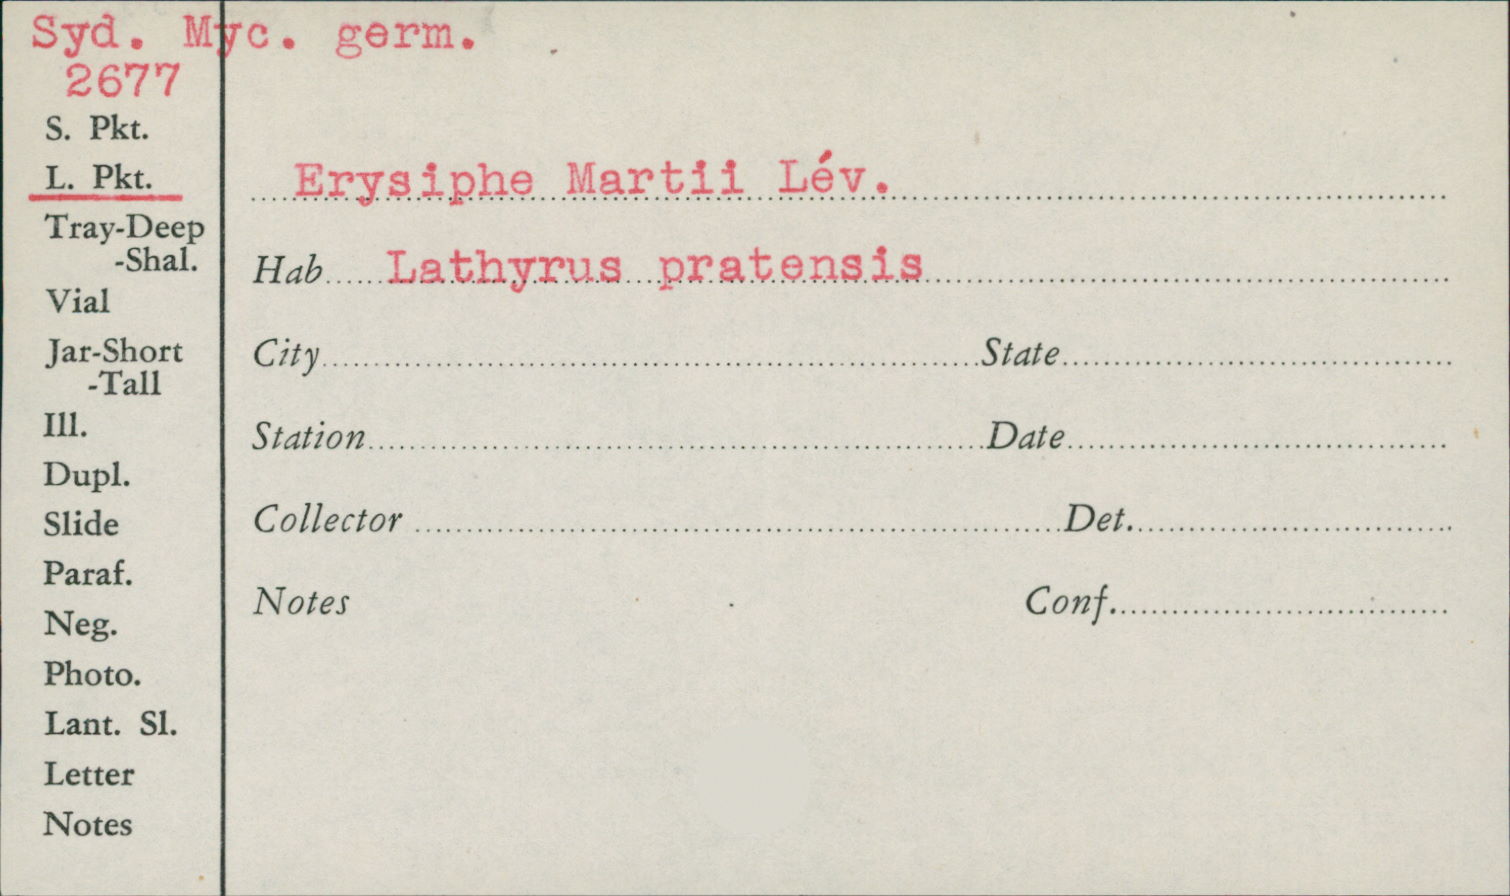 Syd. Myc. germ.
2677
S. Pkt.
L. Pkt.
Tray-Deep
-Shal.
Vial
Jar-Short
-Tall
Ill.
Dupl.
Slide
Paraf.
Neg.
Photo.
Lant. Sl.
Letter
Notes
Erysiphe Martii Lév.
Hab Lathyrus pratensis
City State
Station Date
Collector Det.
Notes Conf.